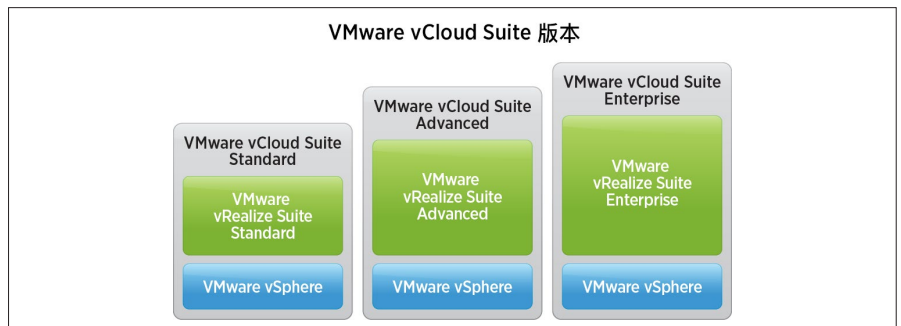 VMware vCloud Suite 版本
VMware vCloud Suite
Standard
VMware
vRealize Suite
Standard
VMware vSphere
VMware vCloud Suite
Advanced
VMware
vRealize Suite
Advanced
VMware vSphere
VMware vCloud Suite
Enterprise
VMware
vRealize Suite
Enterprise
VMware vSphere